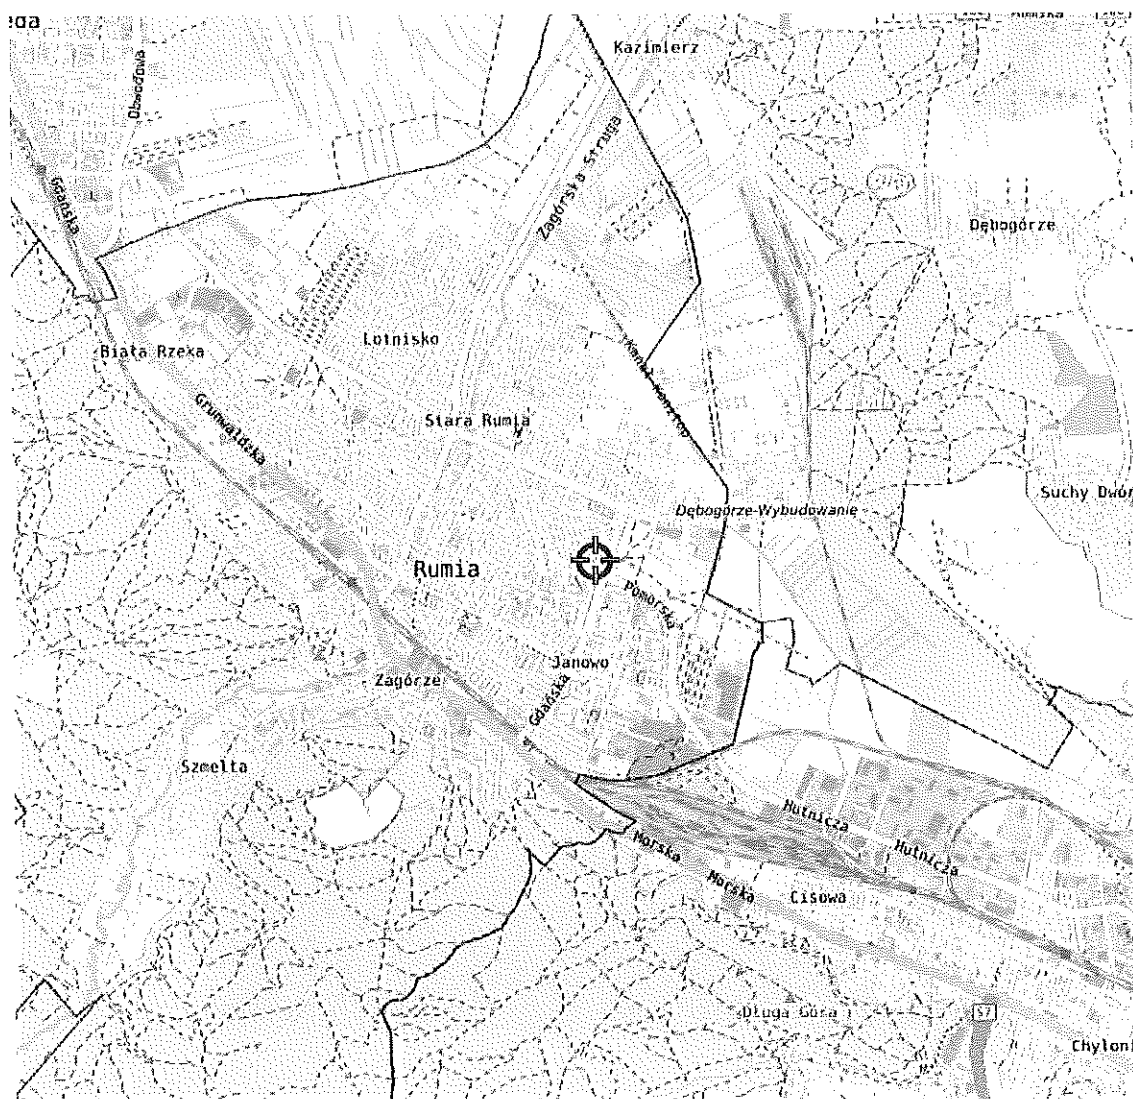 Kazimierz
Obwodowa
Gdańska
Zagórska Struga
Dębogórze
Lotnisko
Biała Rzeka
Grunwaldzka
Stara Rumia
Suchy Dwór
Dębogórze-Wybudowanie
Rumia
Pomorska
Janowo
Zagórze
Gdańska
Szmelta
Hutnicza
Hutnicza
Morska
Morska
Cisowa
Długa Góra
Chyloni